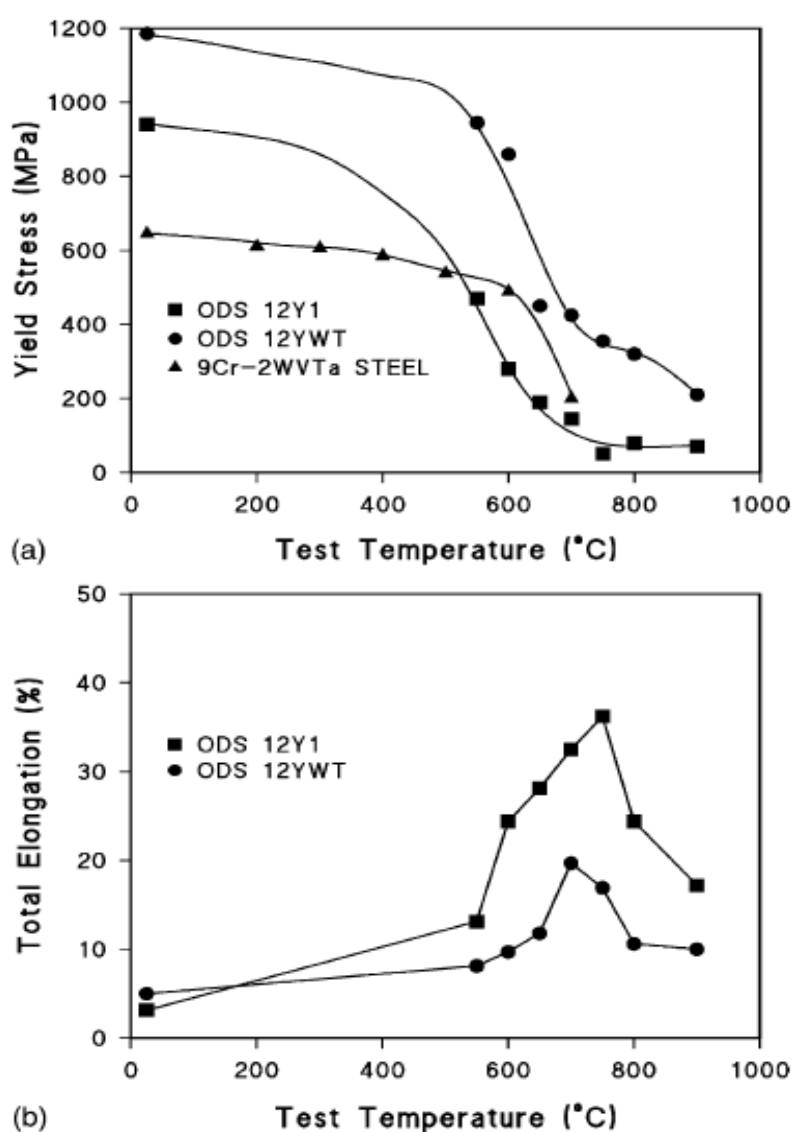 1200
1000
800
600
400
200
0
Yield Stress (MPa)
ODS 12Y1
ODS 12YWT
9Cr-2WVTa STEEL
0 200 400 600 800 1000
(a) Test Temperature (°C)
50
40
30
20
10
0
Total Elongation (%)
ODS 12Y1
ODS 12YWT
0 200 400 600 800 1000
(b) Test Temperature (°C)